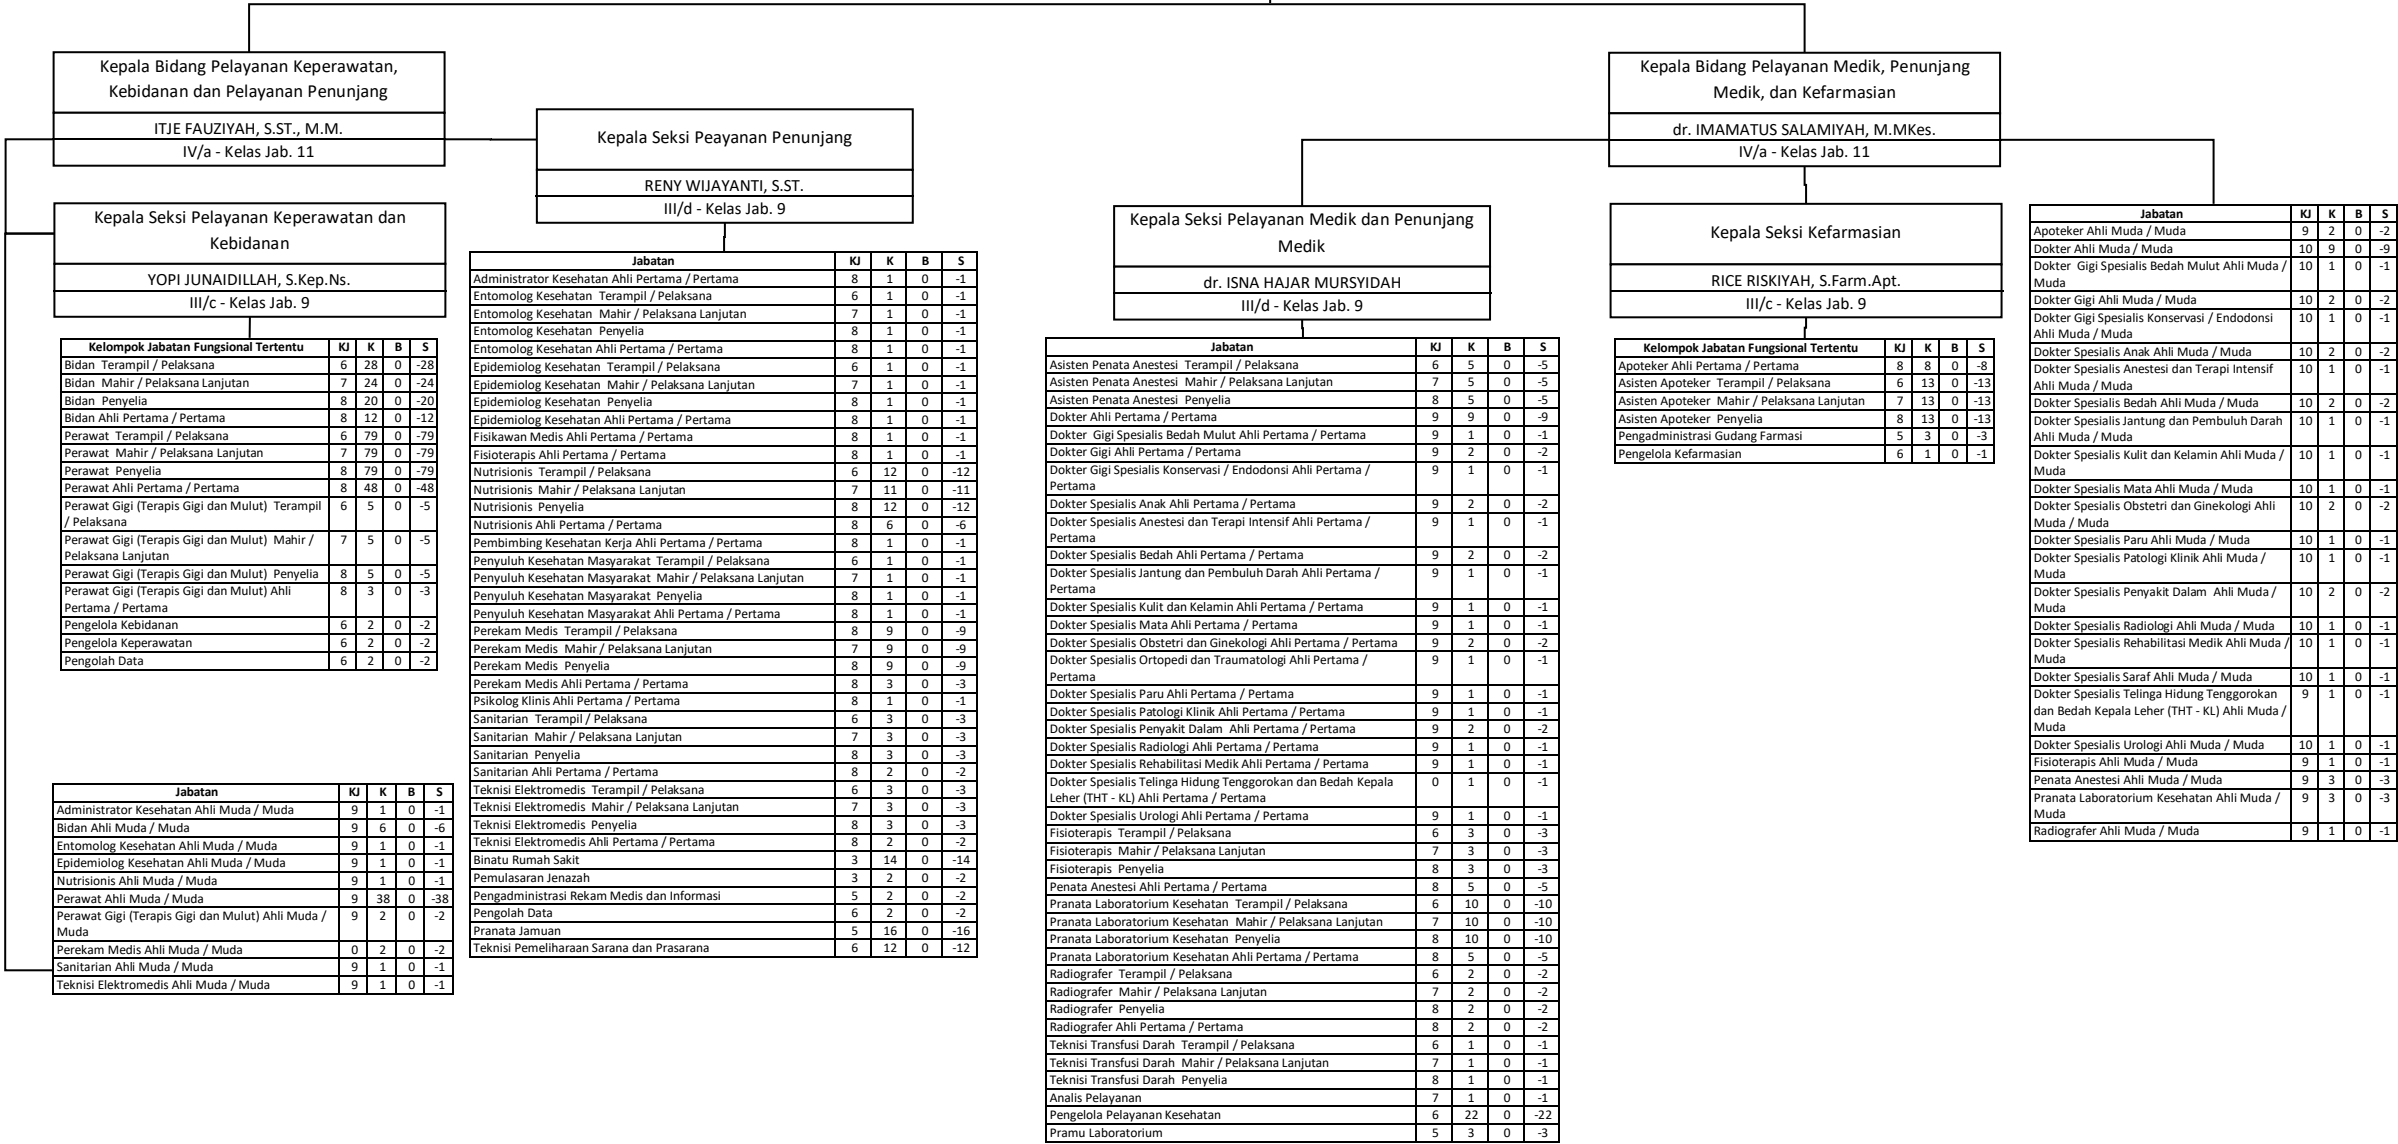 Kepala Bidang Pelayanan Keperawatan,
Kebidanan dan Pelayanan Penunjang
ITJE FAUZIYAH, S.ST., M.M.
IV/a - Kelas Jab. 11
Kepala Seksi Pelayanan Keperawatan dan
Kebidanan
YOPI JUNAIDILLAH, S.Kep.Ns.
III/c - Kelas Jab. 9
Kelompok Jabatan Fungsional Tertentu KJ K B S
Bidan Terampil / Pelaksana 6 28 0 -28
Bidan Mahir / Pelaksana Lanjutan 7 24 0 -24
Bidan Penyelia 8 20 0 -20
Bidan Ahli Pertama / Pertama 8 12 0 -12
Perawat Terampil / Pelaksana 6 79 0 -79
Perawat Mahir / Pelaksana Lanjutan 7 79 0 -79
Perawat Penyelia 8 79 0 -79
Perawat Ahli Pertama / Pertama 8 48 0 -48
Perawat Gigi (Terapis Gigi dan Mulut) Terampil 6 5 0 -5
/ Pelaksana
Perawat Gigi (Terapis Gigi dan Mulut) Mahir / 7 5 0 -5
Pelaksana Lanjutan
Perawat Gigi (Terapis Gigi dan Mulut) Penyelia 8 5 0 -5
Perawat Gigi (Terapis Gigi dan Mulut) Ahli 8 3 0 -3
Pertama / Pertama
Pengelola Kebidanan 6 2 0 -2
Pengelola Keperawatan 6 2 0 -2
Pengolah Data 6 2 0 -2
Jabatan KJ K B S
Administrator Kesehatan Ahli Muda / Muda 9 1 0 -1
Bidan Ahli Muda / Muda 9 6 0 -6
Entomolog Kesehatan Ahli Muda / Muda 9 1 0 -1
Epidemiolog Kesehatan Ahli Muda / Muda 9 1 0 -1
Nutrisionis Ahli Muda / Muda 9 1 0 -1
Perawat Ahli Muda / Muda 9 38 0 -38
Perawat Gigi (Terapis Gigi dan Mulut) Ahli Muda / 9 2 0 -2
Muda
Perekam Medis Ahli Muda / Muda 0 2 0 -2
Sanitarian Ahli Muda / Muda 9 1 0 -1
Teknisi Elektromedis Ahli Muda / Muda 9 1 0 -1
Kepala Seksi Peayanan Penunjang
RENY WIJAYANTI, S.ST.
III/d - Kelas Jab. 9
Jabatan KJ K B S
Administrator Kesehatan Ahli Pertama / Pertama 8 1 0 -1
Entomolog Kesehatan Terampil / Pelaksana 6 1 0 -1
Entomolog Kesehatan Mahir / Pelaksana Lanjutan 7 1 0 -1
Entomolog Kesehatan Penyelia 8 1 0 -1
Entomolog Kesehatan Ahli Pertama / Pertama 8 1 0 -1
Epidemiolog Kesehatan Terampil / Pelaksana 6 1 0 -1
Epidemiolog Kesehatan Mahir / Pelaksana Lanjutan 7 1 0 -1
Epidemiolog Kesehatan Penyelia 8 1 0 -1
Epidemiolog Kesehatan Ahli Pertama / Pertama 8 1 0 -1
Fisikawan Medis Ahli Pertama / Pertama 8 1 0 -1
Fisioterapis Ahli Pertama / Pertama 8 1 0 -1
Nutrisionis Terampil / Pelaksana 6 12 0 -12
Nutrisionis Mahir / Pelaksana Lanjutan 7 11 0 -11
Nutrisionis Penyelia 8 12 0 -12
Nutrisionis Ahli Pertama / Pertama 8 6 0 -6
Pembimbing Kesehatan Kerja Ahli Pertama / Pertama 8 1 0 -1
Penyuluh Kesehatan Masyarakat Terampil / Pelaksana 6 1 0 -1
Penyuluh Kesehatan Masyarakat Mahir / Pelaksana Lanjutan 7 1 0 -1
Penyuluh Kesehatan Masyarakat Penyelia 8 1 0 -1
Penyuluh Kesehatan Masyarakat Ahli Pertama / Pertama 8 1 0 -1
Perekam Medis Terampil / Pelaksana 8 9 0 -9
Perekam Medis Mahir / Pelaksana Lanjutan 7 9 0 -9
Perekam Medis Penyelia 8 9 0 -9
Perekam Medis Ahli Pertama / Pertama 8 3 0 -3
Psikolog Klinis Ahli Pertama / Pertama 8 1 0 -1
Sanitarian Terampil / Pelaksana 6 3 0 -3
Sanitarian Mahir / Pelaksana Lanjutan 7 3 0 -3
Sanitarian Penyelia 8 3 0 -3
Sanitarian Ahli Pertama / Pertama 8 2 0 -2
Teknisi Elektromedis Terampil / Pelaksana 6 3 0 -3
Teknisi Elektromedis Mahir / Pelaksana Lanjutan 7 3 0 -3
Teknisi Elektromedis Penyelia 8 3 0 -3
Teknisi Elektromedis Ahli Pertama / Pertama 8 2 0 -2
Binatu Rumah Sakit 3 14 0 -14
Pemulasaran Jenazah 3 2 0 -2
Pengadministrasi Rekam Medis dan Informasi 5 2 0 -2
Pengolah Data 6 2 0 -2
Pranata Jamuan 5 16 0 -16
Teknisi Pemeliharaan Sarana dan Prasarana 6 12 0 -12
Kepala Bidang Pelayanan Medik, Penunjang
Medik, dan Kefarmasian
dr. IMAMATUS SALAMIYAH, M.MKes.
IV/a - Kelas Jab. 11
Kepala Seksi Pelayanan Medik dan Penunjang
Medik
dr. ISNA HAJAR MURSYIDAH
III/d - Kelas Jab. 9
Jabatan KJ K B S
Asisten Penata Anestesi Terampil / Pelaksana 6 5 0 -5
Asisten Penata Anestesi Mahir / Pelaksana Lanjutan 7 5 0 -5
Asisten Penata Anestesi Penyelia 8 5 0 -5
Dokter Ahli Pertama / Pertama 9 9 0 -9
Dokter Gigi Spesialis Bedah Mulut Ahli Pertama / Pertama 9 1 0 -1
Dokter Gigi Ahli Pertama / Pertama 9 2 0 -2
Dokter Gigi Spesialis Konservasi / Endodonsi Ahli Pertama / 9 1 0 -1
Pertama
Dokter Spesialis Anak Ahli Pertama / Pertama 9 2 0 -2
Dokter Spesialis Anestesi dan Terapi Intensif Ahli Pertama / 9 1 0 -1
Pertama
Dokter Spesialis Bedah Ahli Pertama / Pertama 9 2 0 -2
Dokter Spesialis Jantung dan Pembuluh Darah Ahli Pertama / 9 1 0 -1
Pertama
Dokter Spesialis Kulit dan Kelamin Ahli Pertama / Pertama 9 1 0 -1
Dokter Spesialis Mata Ahli Pertama / Pertama 9 1 0 -1
Dokter Spesialis Obstetri dan Ginekologi Ahli Pertama / Pertama 9 2 0 -2
Dokter Spesialis Ortopedi dan Traumatologi Ahli Pertama / 9 1 0 -1
Pertama
Dokter Spesialis Paru Ahli Pertama / Pertama 9 1 0 -1
Dokter Spesialis Patologi Klinik Ahli Pertama / Pertama 9 1 0 -1
Dokter Spesialis Penyakit Dalam Ahli Pertama / Pertama 9 2 0 -2
Dokter Spesialis Radiologi Ahli Pertama / Pertama 9 1 0 -1
Dokter Spesialis Rehabilitasi Medik Ahli Pertama / Pertama 9 1 0 -1
Dokter Spesialis Telinga Hidung Tenggorokan dan Bedah Kepala 0 1 0 -1
Leher (THT - KL) Ahli Pertama / Pertama
Dokter Spesialis Urologi Ahli Pertama / Pertama 9 1 0 -1
Fisioterapis Terampil / Pelaksana 6 3 0 -3
Fisioterapis Mahir / Pelaksana Lanjutan 7 3 0 -3
Fisioterapis Penyelia 8 3 0 -3
Penata Anestesi Ahli Pertama / Pertama 8 5 0 -5
Pranata Laboratorium Kesehatan Terampil / Pelaksana 6 10 0 -10
Pranata Laboratorium Kesehatan Mahir / Pelaksana Lanjutan 7 10 0 -10
Pranata Laboratorium Kesehatan Penyelia 8 10 0 -10
Pranata Laboratorium Kesehatan Ahli Pertama / Pertama 8 5 0 -5
Radiografer Terampil / Pelaksana 6 2 0 -2
Radiografer Mahir / Pelaksana Lanjutan 7 2 0 -2
Radiografer Penyelia 8 2 0 -2
Radiografer Ahli Pertama / Pertama 8 2 0 -2
Teknisi Transfusi Darah Terampil / Pelaksana 6 1 0 -1
Teknisi Transfusi Darah Mahir / Pelaksana Lanjutan 7 1 0 -1
Teknisi Transfusi Darah Penyelia 8 1 0 -1
Analis Pelayanan 7 1 0 -1
Pengelola Pelayanan Kesehatan 6 22 0 -22
Pramu Laboratorium 5 3 0 -3
Kepala Seksi Kefarmasian
RICE RISKIYAH, S.Farm.Apt.
III/c - Kelas Jab. 9
Kelompok Jabatan Fungsional Tertentu KJ K B S
Apoteker Ahli Pertama / Pertama 8 8 0 -8
Asisten Apoteker Terampil / Pelaksana 6 13 0 -13
Asisten Apoteker Mahir / Pelaksana Lanjutan 7 13 0 -13
Asisten Apoteker Penyelia 8 13 0 -13
Pengadministrasi Gudang Farmasi 5 3 0 -3
Pengelola Kefarmasian 6 1 0 -1
Jabatan KJ K B S
Apoteker Ahli Muda / Muda 9 2 0 -2
Dokter Ahli Muda / Muda 10 9 0 -9
Dokter Gigi Spesialis Bedah Mulut Ahli Muda / 10 1 0 -1
Muda
Dokter Gigi Ahli Muda / Muda 10 2 0 -2
Dokter Gigi Spesialis Konservasi / Endodonsi 10 1 0 -1
Ahli Muda / Muda
Dokter Spesialis Anak Ahli Muda / Muda 10 2 0 -2
Dokter Spesialis Anestesi dan Terapi Intensif 10 1 0 -1
Ahli Muda / Muda
Dokter Spesialis Bedah Ahli Muda / Muda 10 2 0 -2
Dokter Spesialis Jantung dan Pembuluh Darah 10 1 0 -1
Ahli Muda / Muda
Dokter Spesialis Kulit dan Kelamin Ahli Muda / 10 1 0 -1
Muda
Dokter Spesialis Mata Ahli Muda / Muda 10 1 0 -1
Dokter Spesialis Obstetri dan Ginekologi Ahli 10 2 0 -2
Muda / Muda
Dokter Spesialis Paru Ahli Muda / Muda 10 1 0 -1
Dokter Spesialis Patologi Klinik Ahli Muda / 10 1 0 -1
Muda
Dokter Spesialis Penyakit Dalam Ahli Muda / 10 2 0 -2
Muda
Dokter Spesialis Radiologi Ahli Muda / Muda 10 1 0 -1
Dokter Spesialis Rehabilitasi Medik Ahli Muda / 10 1 0 -1
Muda
Dokter Spesialis Saraf Ahli Muda / Muda 10 1 0 -1
Dokter Spesialis Telinga Hidung Tenggorokan 9 1 0 -1
dan Bedah Kepala Leher (THT - KL) Ahli Muda /
Muda
Dokter Spesialis Urologi Ahli Muda / Muda 10 1 0 -1
Fisioterapis Ahli Muda / Muda 9 1 0 -1
Penata Anestesi Ahli Muda / Muda 9 3 0 -3
Pranata Laboratorium Kesehatan Ahli Muda / 9 3 0 -3
Muda
Radiografer Ahli Muda / Muda 9 1 0 -1